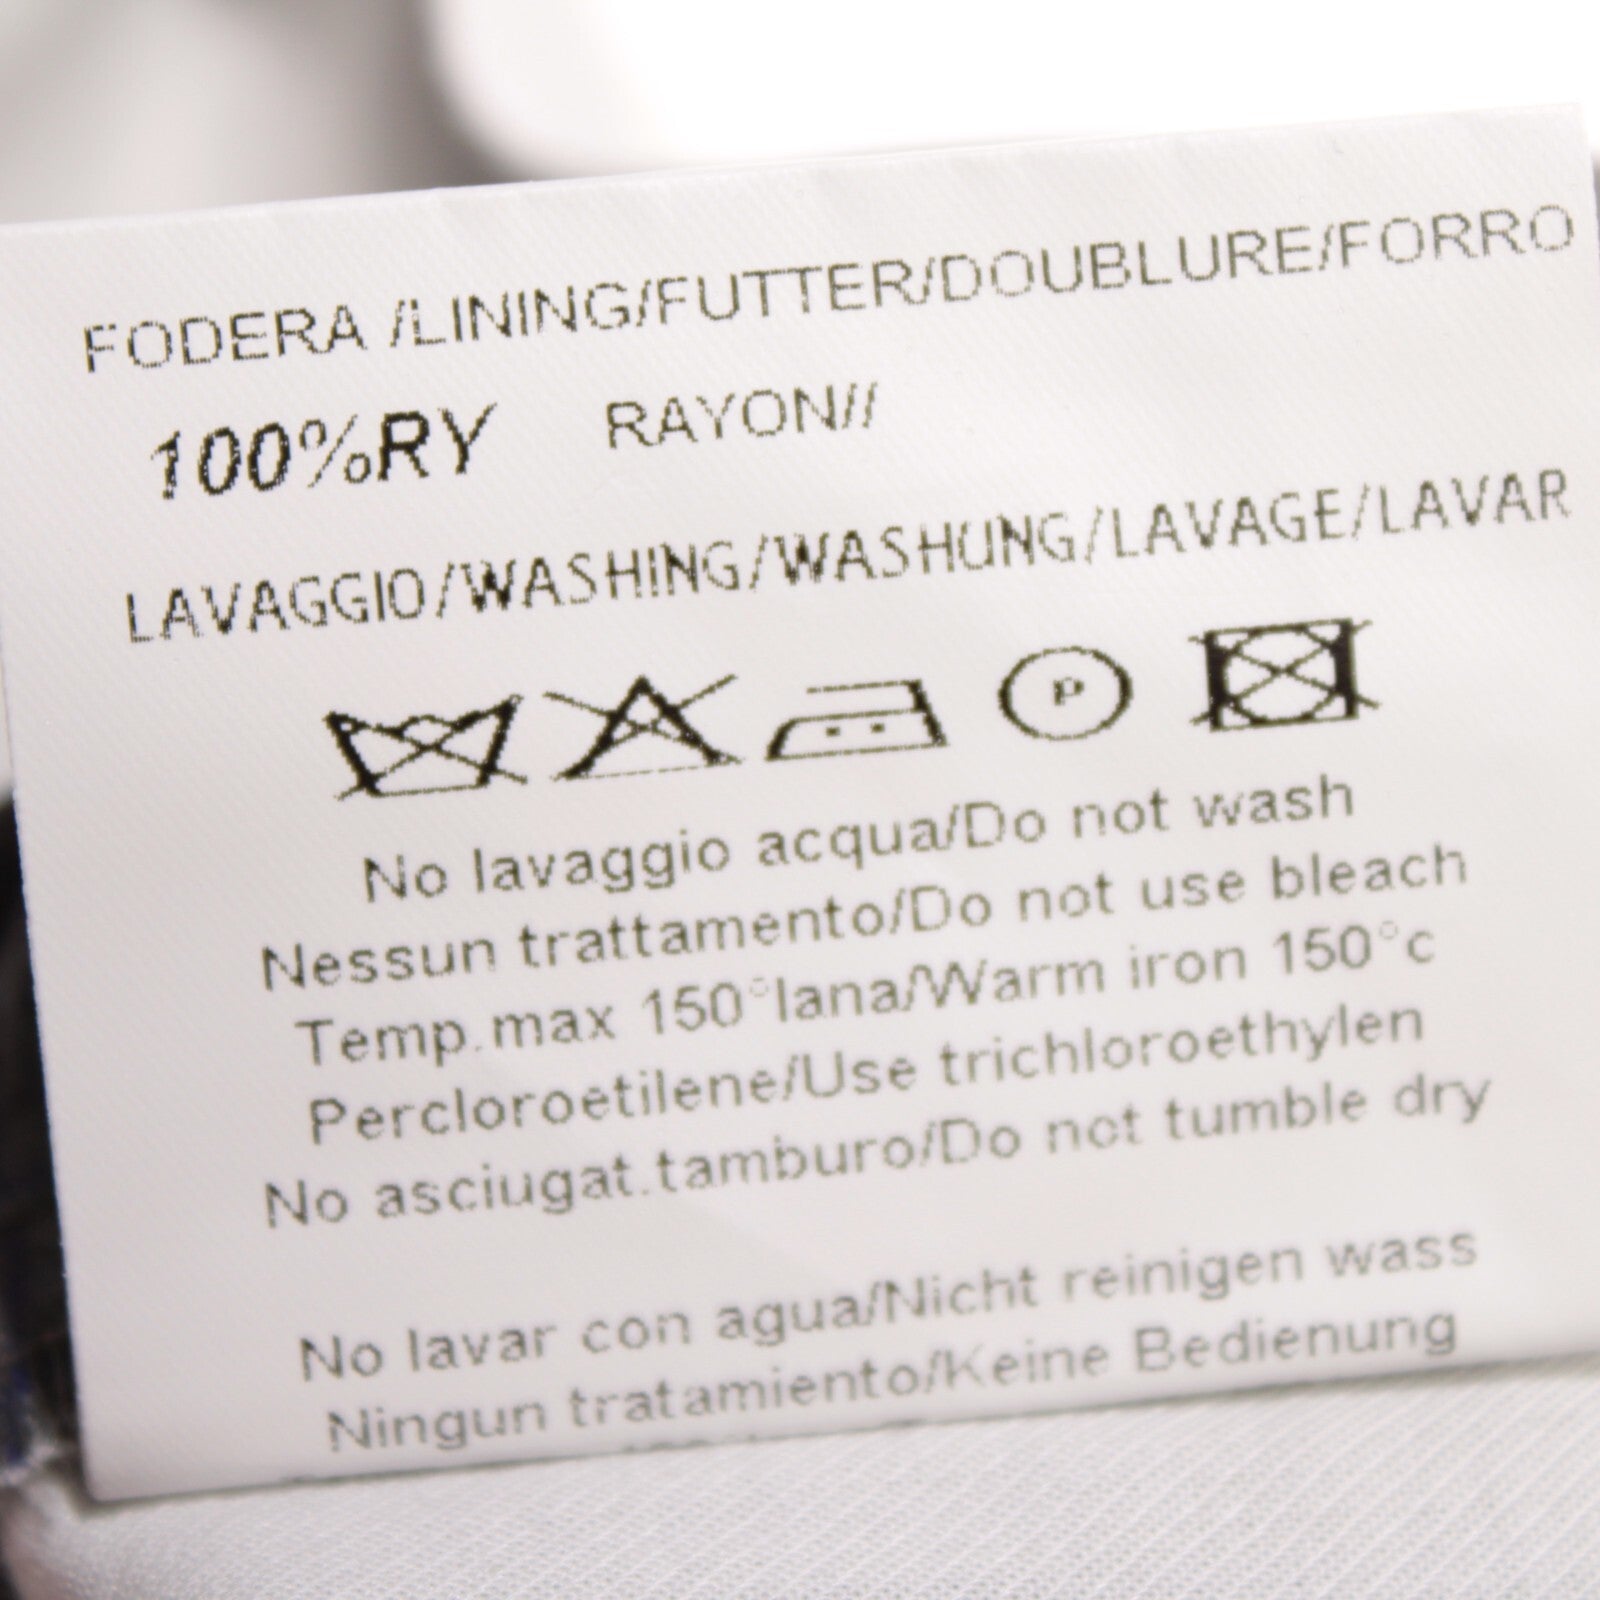 FODERA /LINING/FUTTER/DOUBLURE/FORRO
100%RY RAYON//
LAVAGGIO/WASHING/WASHUNG/LAVAGE/LAVAR
P
No lavaggio acqua/Do not wash
Nessun trattamento/Do not use bleach
Temp.max 150°lana/Warm iron 150°c
Percloroetilene/Use trichloroethylen
No asciugat.tamburo/Do not tumble dry
No lavar con agua/Nicht reinigen wass
Ningun tratamiento/Keine Bedienung